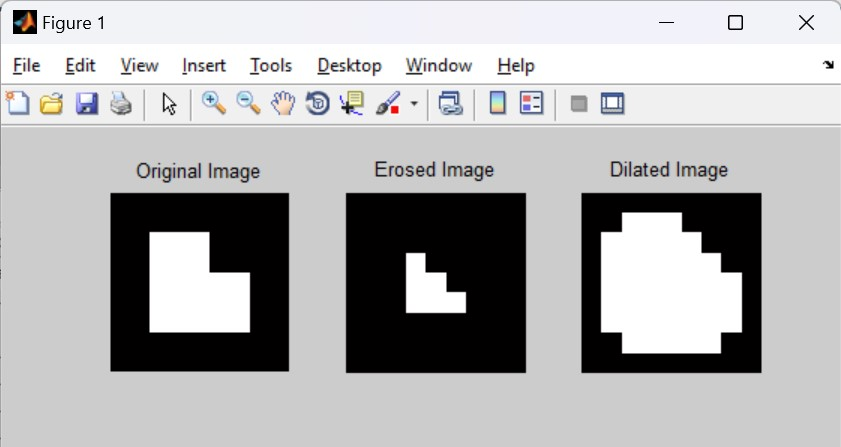 Figure 1
File Edit View Insert Tools Desktop Window Help
Original Image Erosed Image Dilated Image